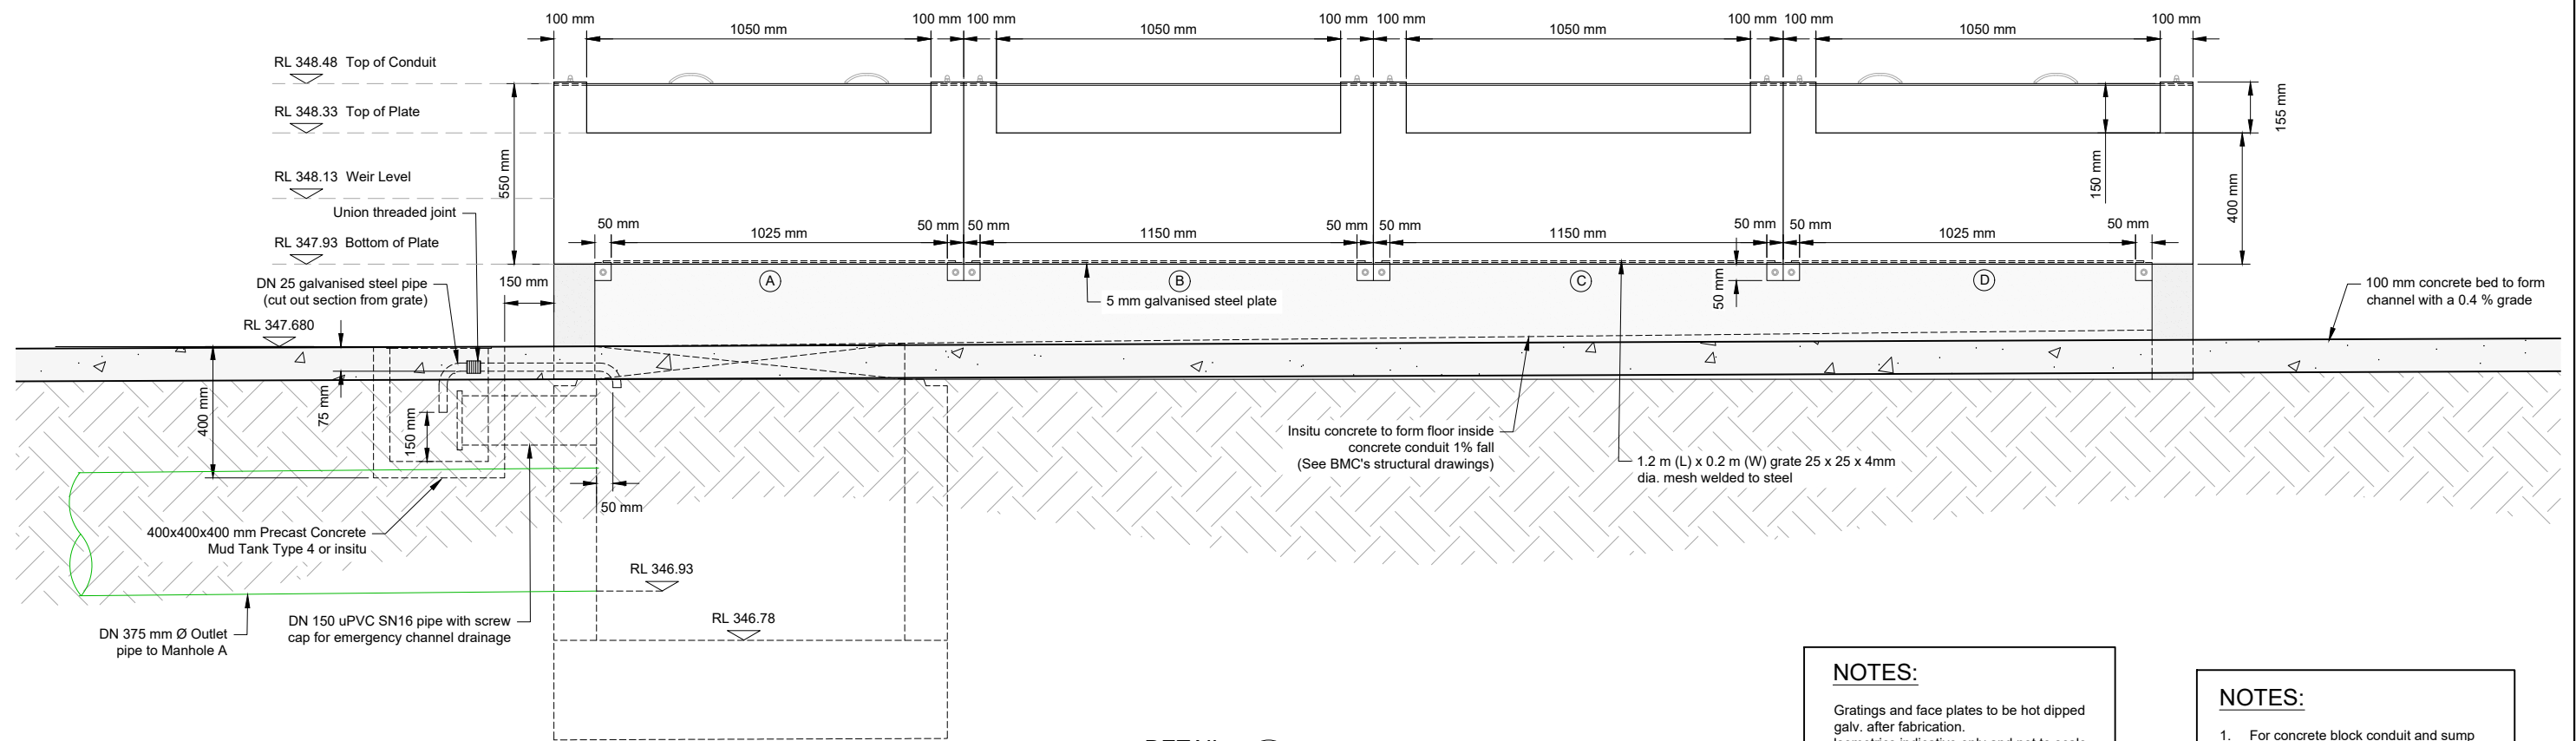 100 mm
1050 mm
100 mm
100 mm
1050 mm
100 mm
100 mm
1050 mm
100 mm
100 mm
1050 mm
100 mm
RL 348.48 Top of Conduit
RL 348.33 Top of Plate
155 mm
550 mm
150 mm
400 mm
RL 348.13 Weir Level
Union threaded joint
RL 347.93 Bottom of Plate
50 mm
1025 mm
50 mm
50 mm
1150 mm
50 mm
50 mm
1150 mm
50 mm
50 mm
1025 mm
50 mm
DN 25 galvanised steel pipe
(cut out section from grate)
150 mm
A
B
C
D
50 mm
5 mm galvanised steel plate
100 mm concrete bed to form
channel with a 0.4 % grade
RL 347.680
400 mm
75 mm
150 mm
Insitu concrete to form floor inside
concrete conduit 1% fall
(See BMC's structural drawings)
1.2 m (L) x 0.2 m (W) grate 25 x 25 x 4mm
dia. mesh welded to steel
50 mm
400x400x400 mm Precast Concrete
Mud Tank Type 4 or insitu
RL 346.93
RL 346.78
DN 375 mm Ø Outlet
pipe to Manhole A
DN 150 uPVC SN16 pipe with screw
cap for emergency channel drainage
NOTES:
Gratings and face plates to be hot dipped
galv. after fabrication.
NOTES:
1. For concrete block conduit and sump